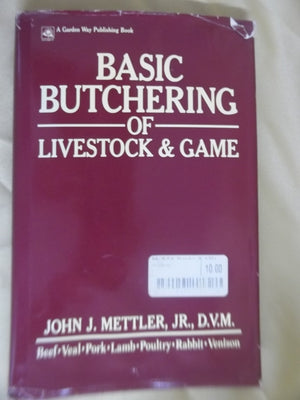 A Garden Way Publishing Book
BASIC
BUTCHERING
OF
LIVESTOCK & GAME
10.00
JOHN J. METTLER, JR., D.V.M.
Beef•Veal•Pork•Lamb•Poultry•Rabbit•Venison